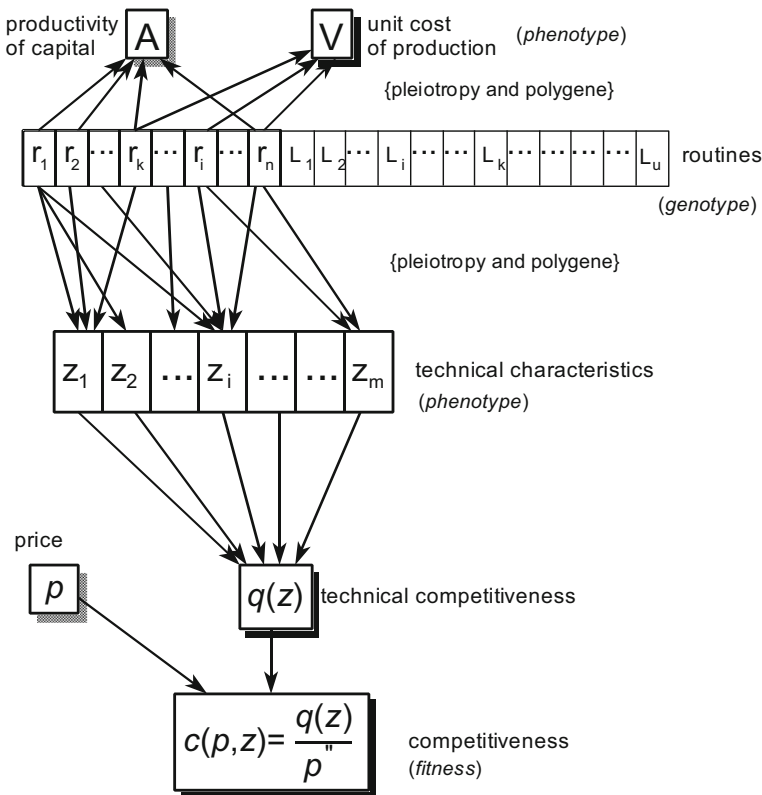 productivity
of capital
A
V
unit cost
of production
(phenotype)
{pleiotropy and polygene}
r1 r2 ... rk ... ri ... rn L1 L2 ... Li ... ... Lk ... ... ... ... Lu routines
(genotype)
{pleiotropy and polygene}
z1 z2 ... zi ... ... zm
technical characteristics
(phenotype)
price
p
q(z) technical competitiveness
c(p,z)= q(z)
p"
competitiveness
(fitness)